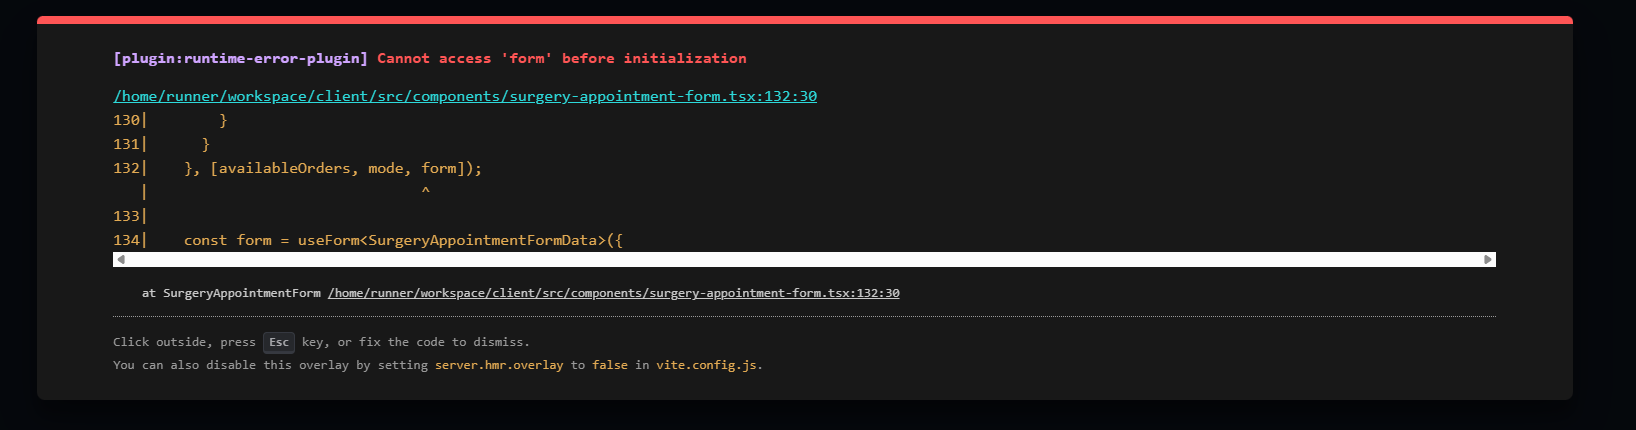 [plugin:runtime-error-plugin] Cannot access 'form' before initialization
/home/runner/workspace/client/src/components/surgery-appointment-form.tsx:132:30
130|        }
131|      }
132|    }, [availableOrders, mode, form]);
   |                               ^
133|
134|    const form = useForm<SurgeryAppointmentFormData>({
at SurgeryAppointmentForm /home/runner/workspace/client/src/components/surgery-appointment-form.tsx:132:30
Click outside, press Esc key, or fix the code to dismiss.
You can also disable this overlay by setting server.hmr.overlay to false in vite.config.js.